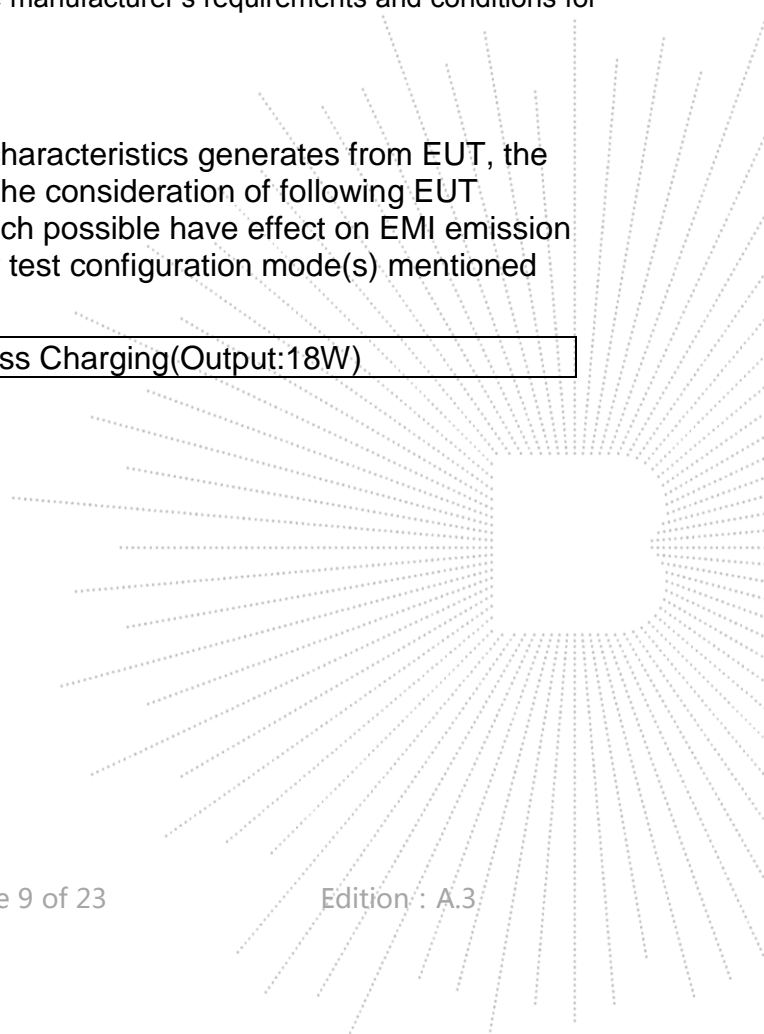 manufacturer's requirements and conditions for
haracteristics generates from EUT, the
he consideration of following EUT
ch possible have effect on EMI emission
test configuration mode(s) mentioned
ss Charging(Output:18W)
e 9 of 23 Edition : A.3